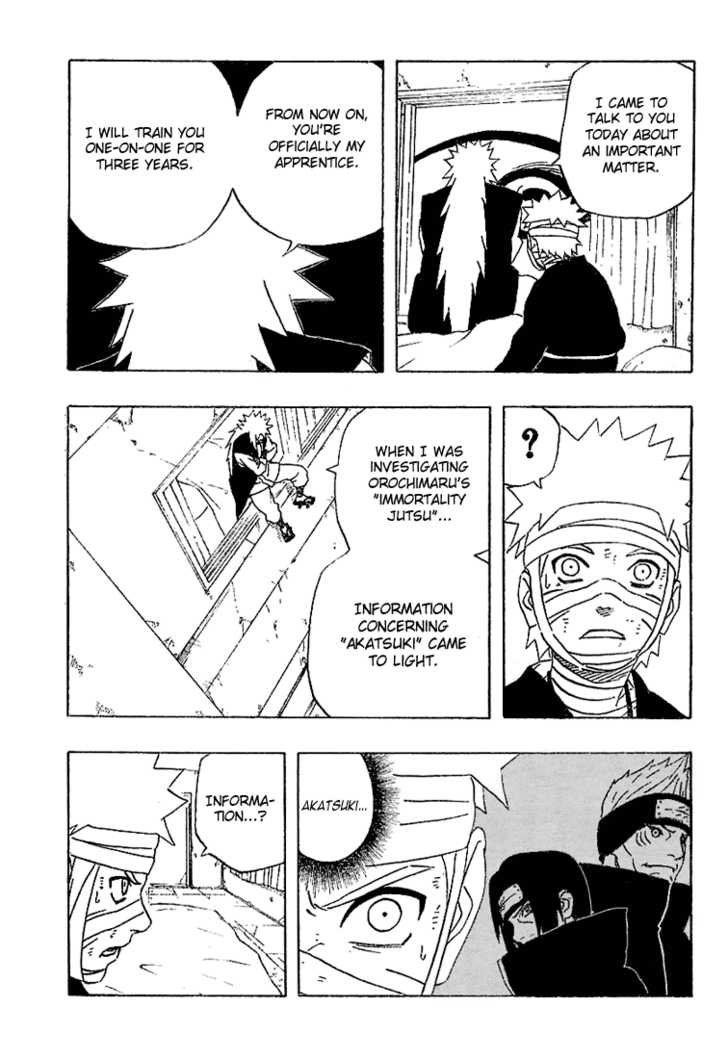 I CAME TO
TALK TO YOU
TODAY ABOUT
AN IMPORTANT
MATTER.
FROM NOW ON,
YOU'RE
OFFICIALLY MY
APPRENTICE.
I WILL TRAIN YOU
ONE-ON-ONE FOR
THREE YEARS.
?
WHEN I WAS
INVESTIGATING
OROCHIMARU'S
"IMMORTALITY
JUTSU"...
INFORMATION
CONCERNING
"AKATSUKI" CAME
TO LIGHT.
AKATSUKI...
INFORMA-
TION...?